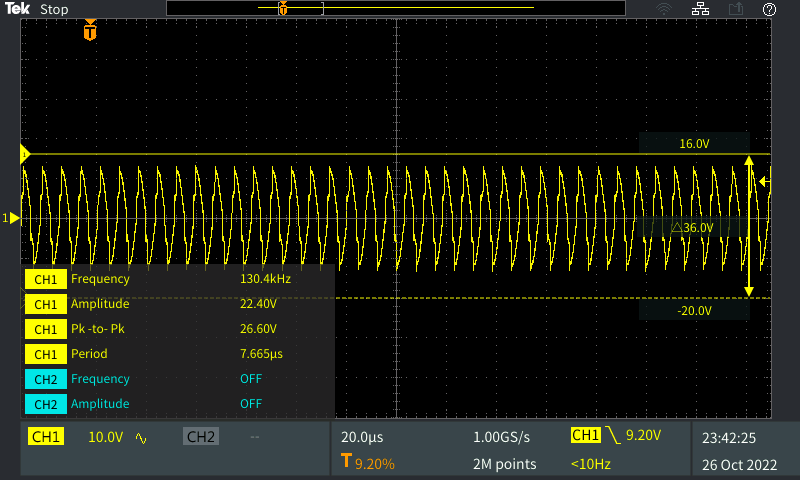 Tek Stop
T
T
?
1
16.0V
1
△36.0V
-20.0V
CH1 Frequency 130.4kHz
CH1 Amplitude 22.40V
CH1 Pk -to- Pk 26.60V
CH1 Period 7.665µs
CH2 Frequency OFF
CH2 Amplitude OFF
CH1 10.0V CH2 -- 20.0µs 1.00GS/s CH1 9.20V 23:42:25
T 9.20% 2M points <10Hz 26 Oct 2022